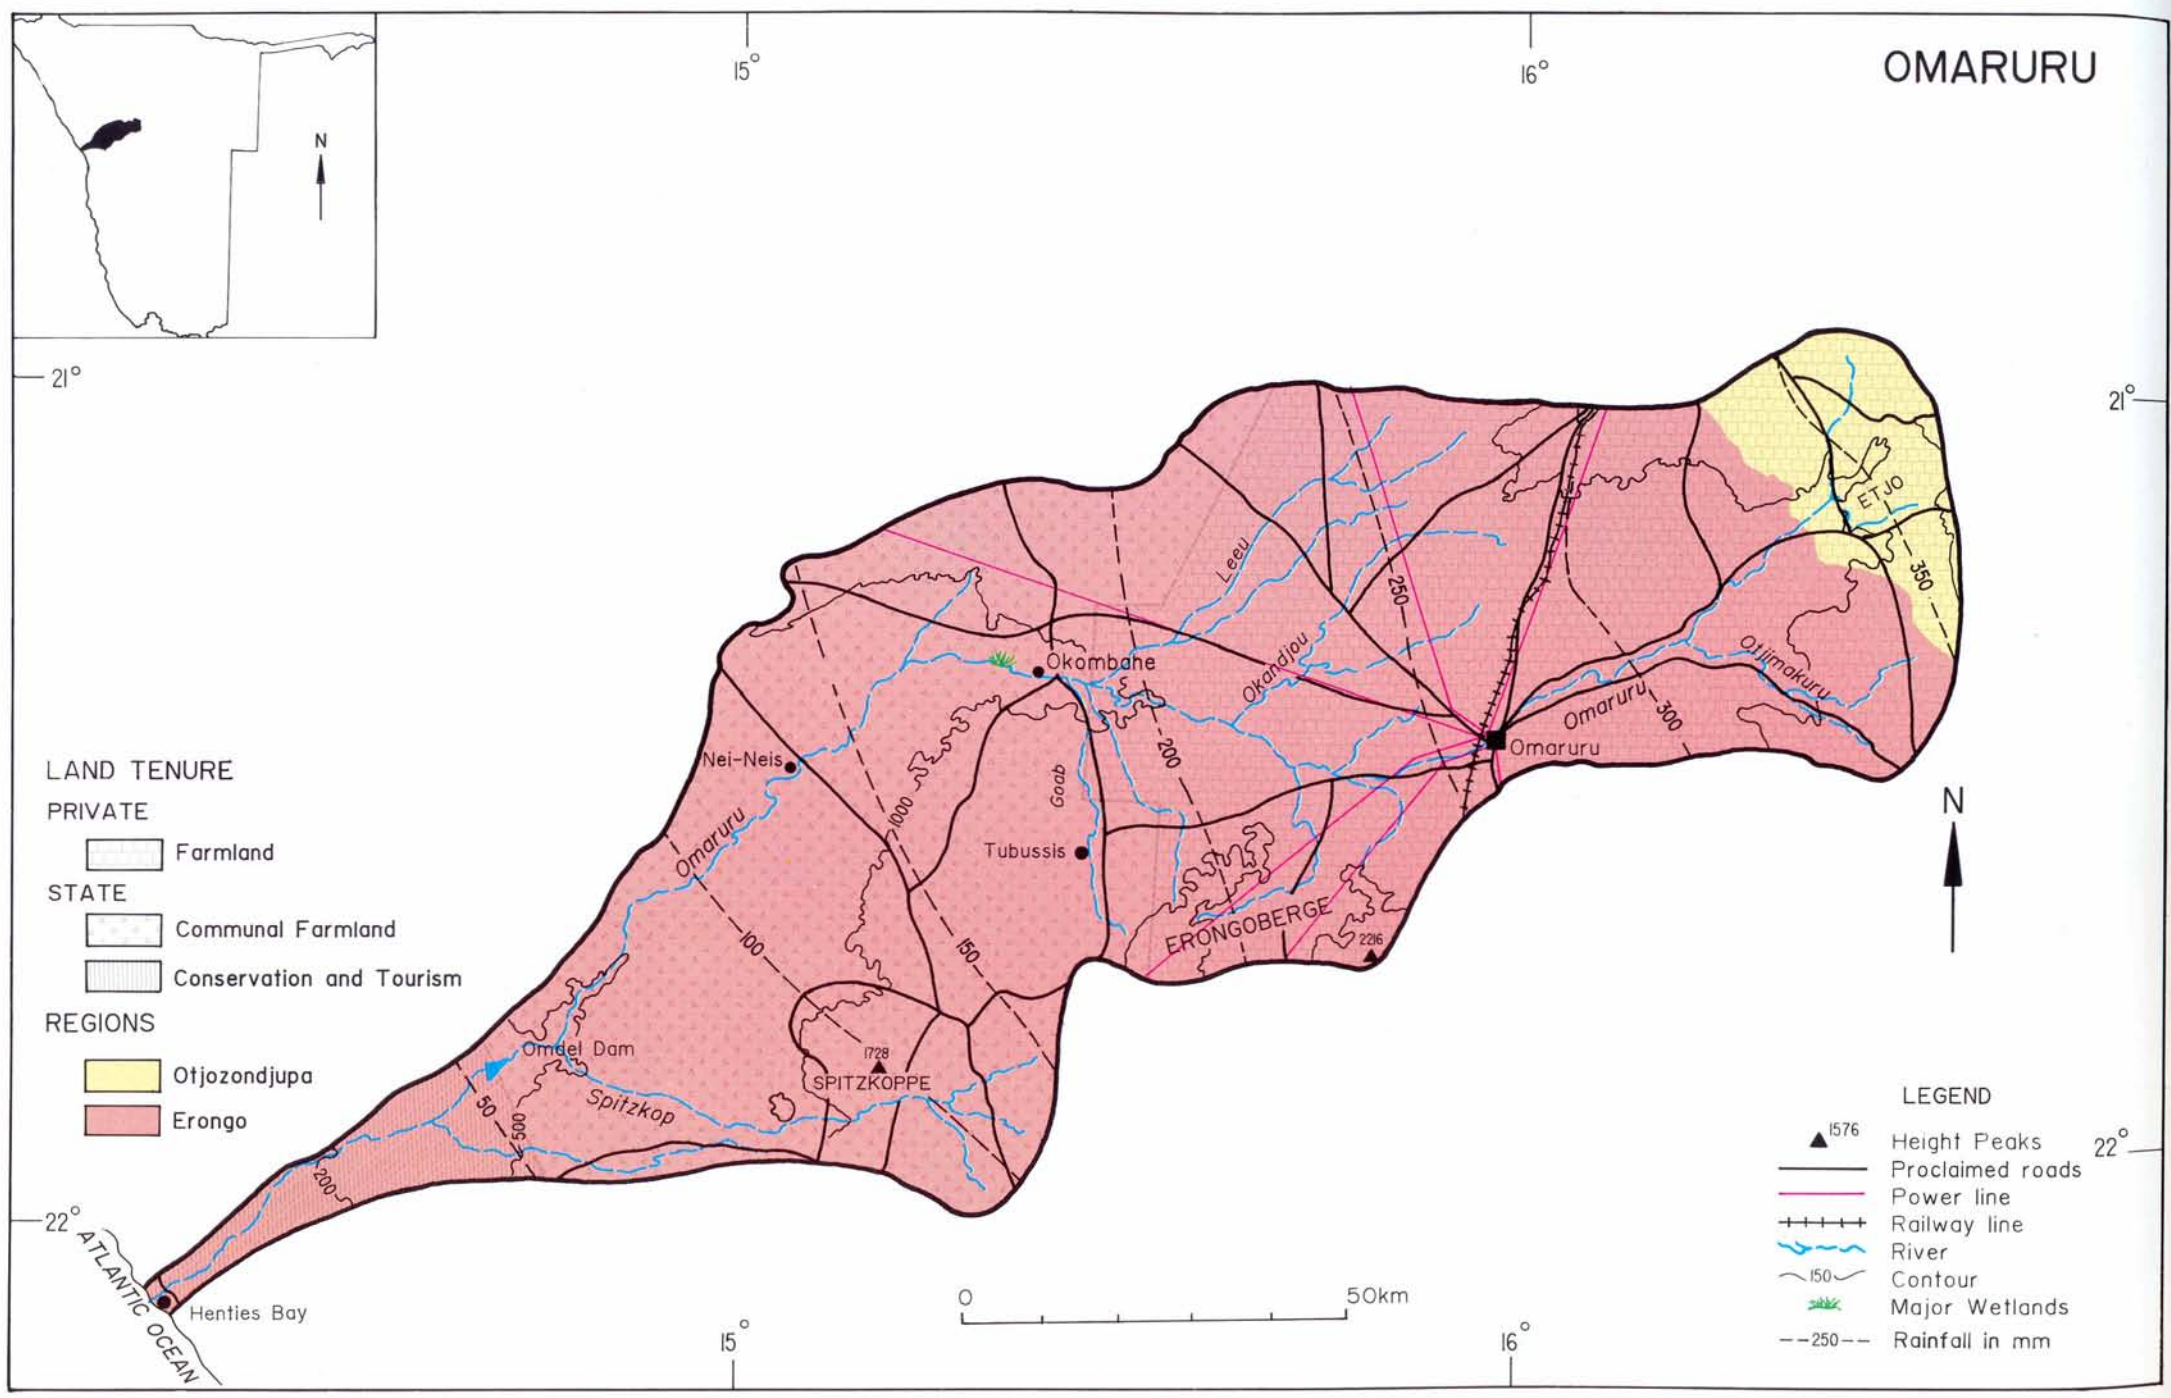 OMARURU
15°
16°
N
21°
21°
ETJO
Leeu
250
350
Okombahe
Okandjou
Otjimakuru
Omaruru
300
Omaruru
200
Nei-Neis
Goab
1000
Omaruru
Tubussis
ERONGOBERGE
2216
100
150
Omdel Dam
1728
SPITZKOPPE
Spitzkop
50
500
200
22°
22°
ATLANTIC OCEAN
Henties Bay
15°
16°
0
50km
N
LAND TENURE
PRIVATE
Farmland
STATE
Communal Farmland
Conservation and Tourism
REGIONS
Otjozondjupa
Erongo
LEGEND
1576
Height Peaks
Proclaimed roads
Power line
Railway line
River
150
Contour
Major Wetlands
250
Rainfall in mm